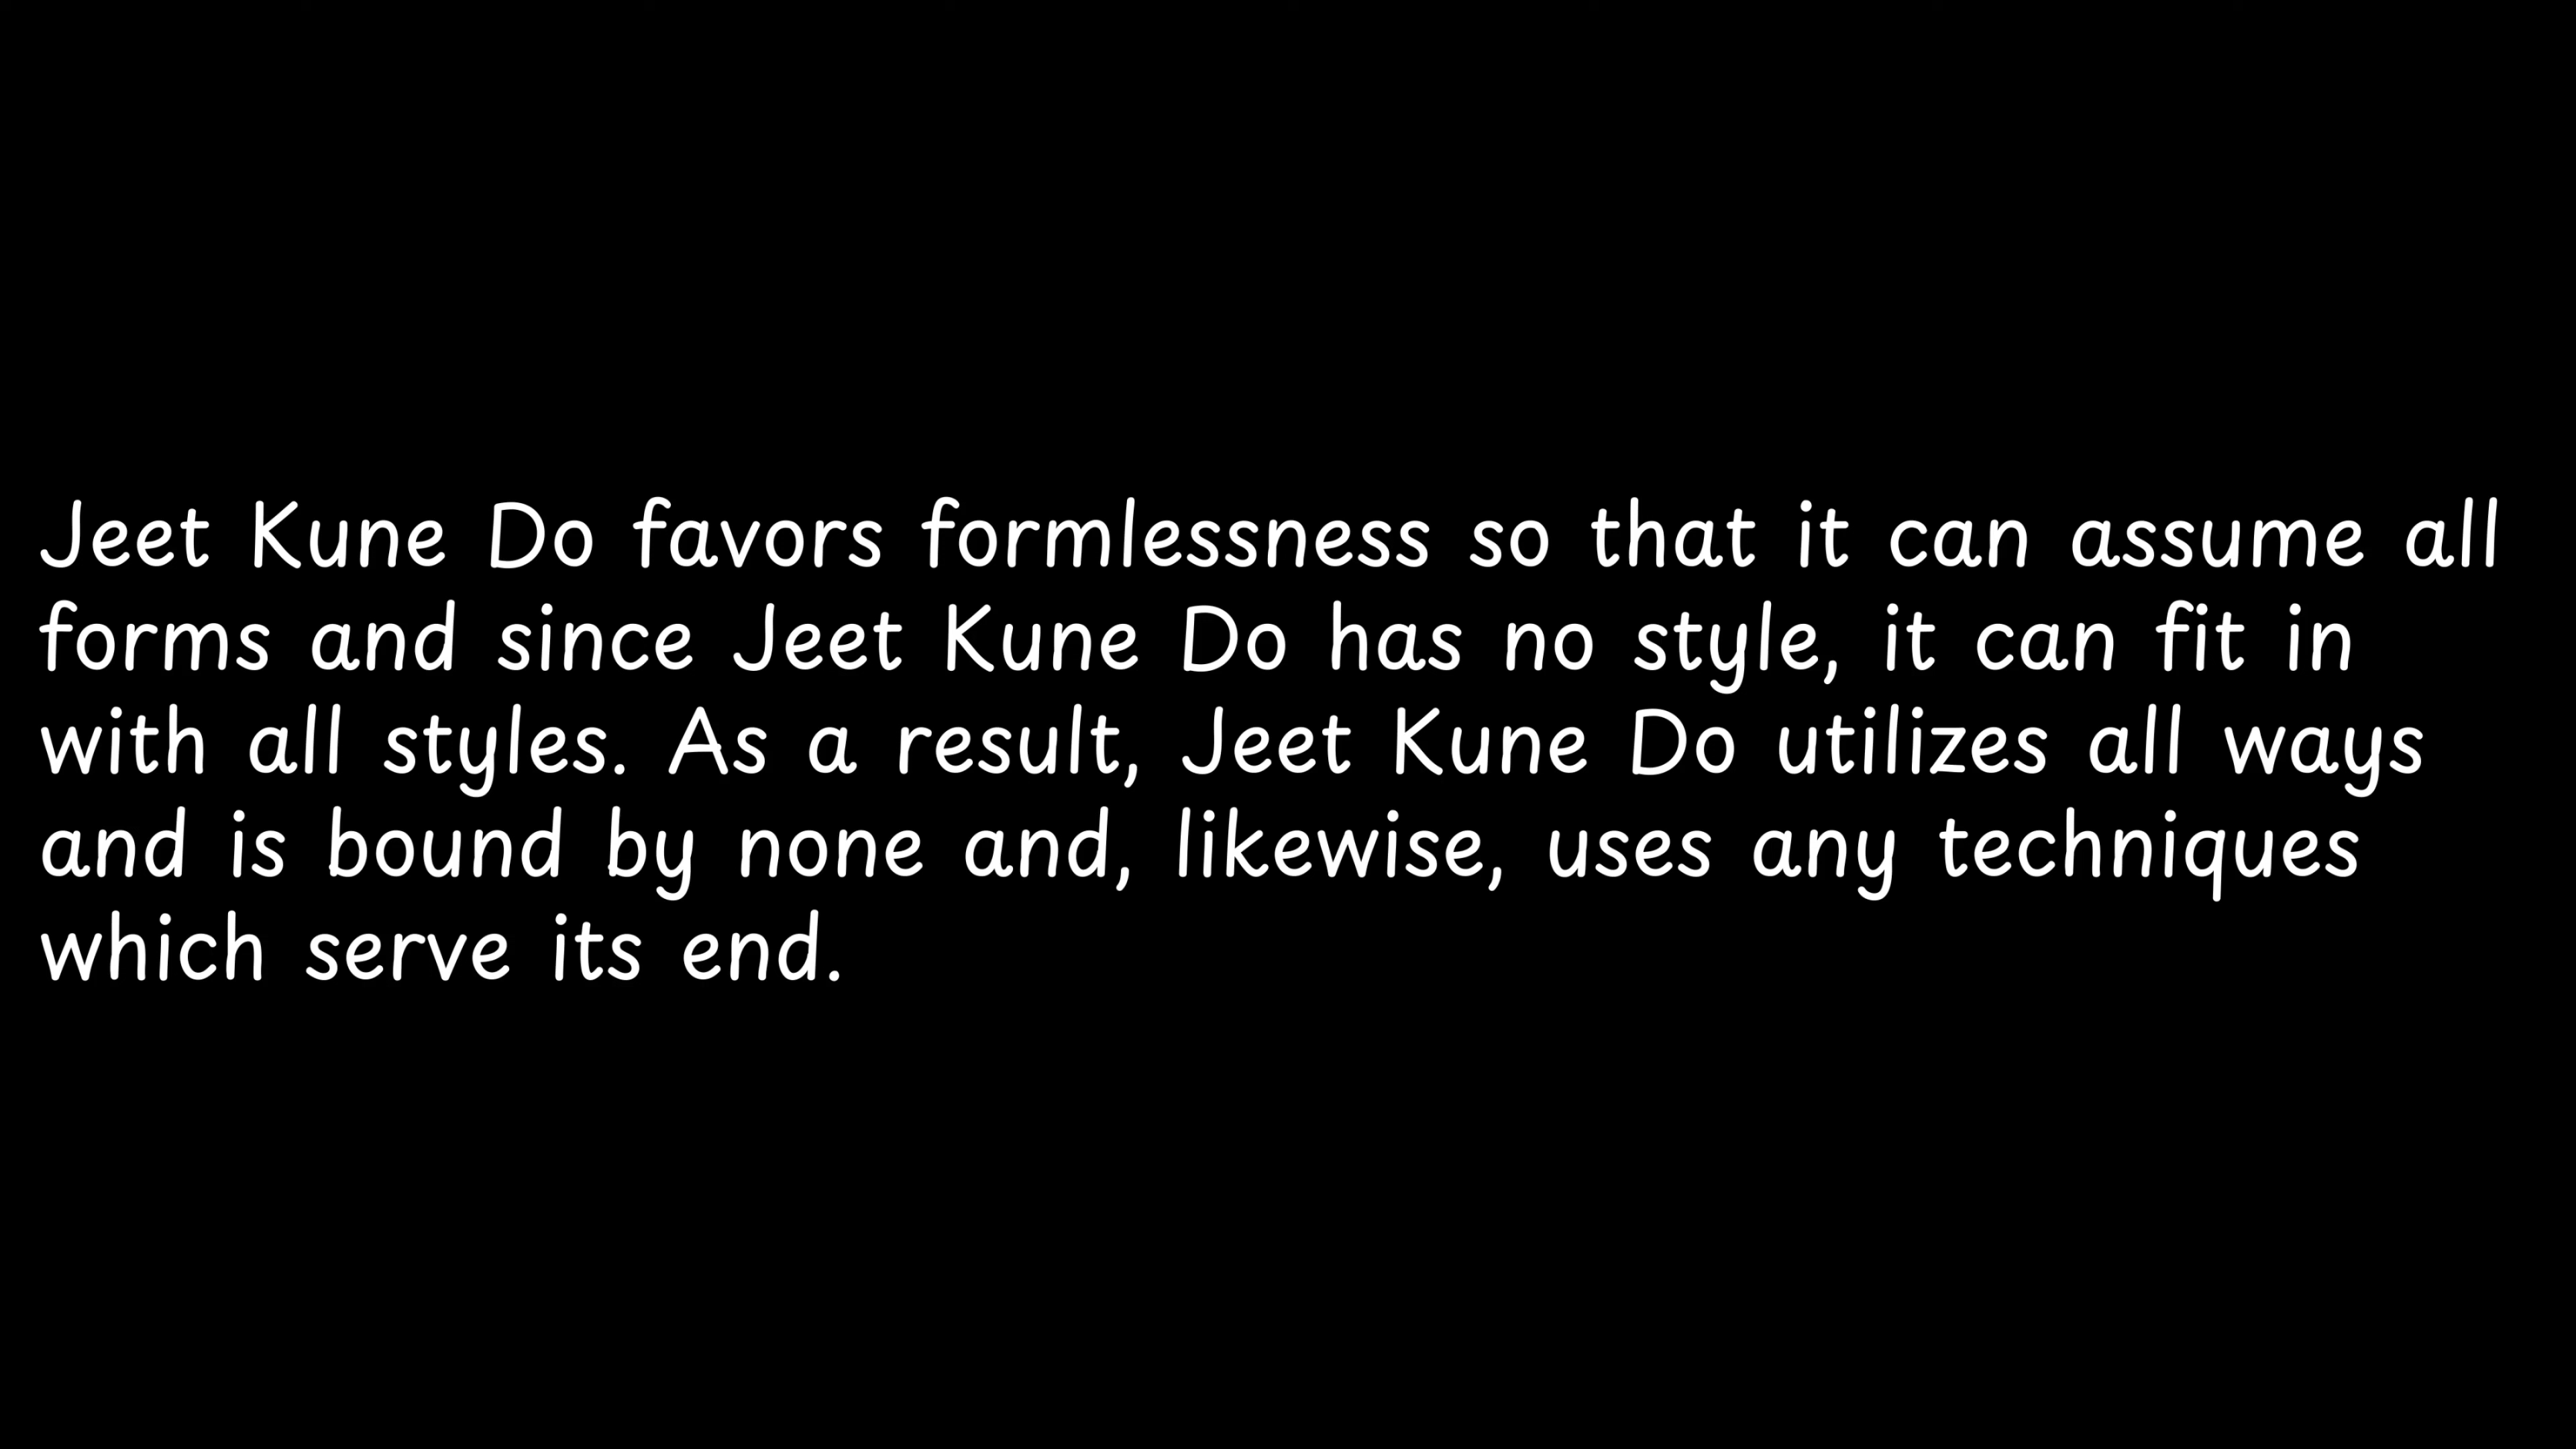 Jeet Kune Do favors formlessness so that it can assume all
forms and since Jeet Kune Do has no style, it can fit in
with all styles. As a result, Jeet Kune Do utilizes all ways
and is bound by none and, likewise, uses any techniques
which serve its end.